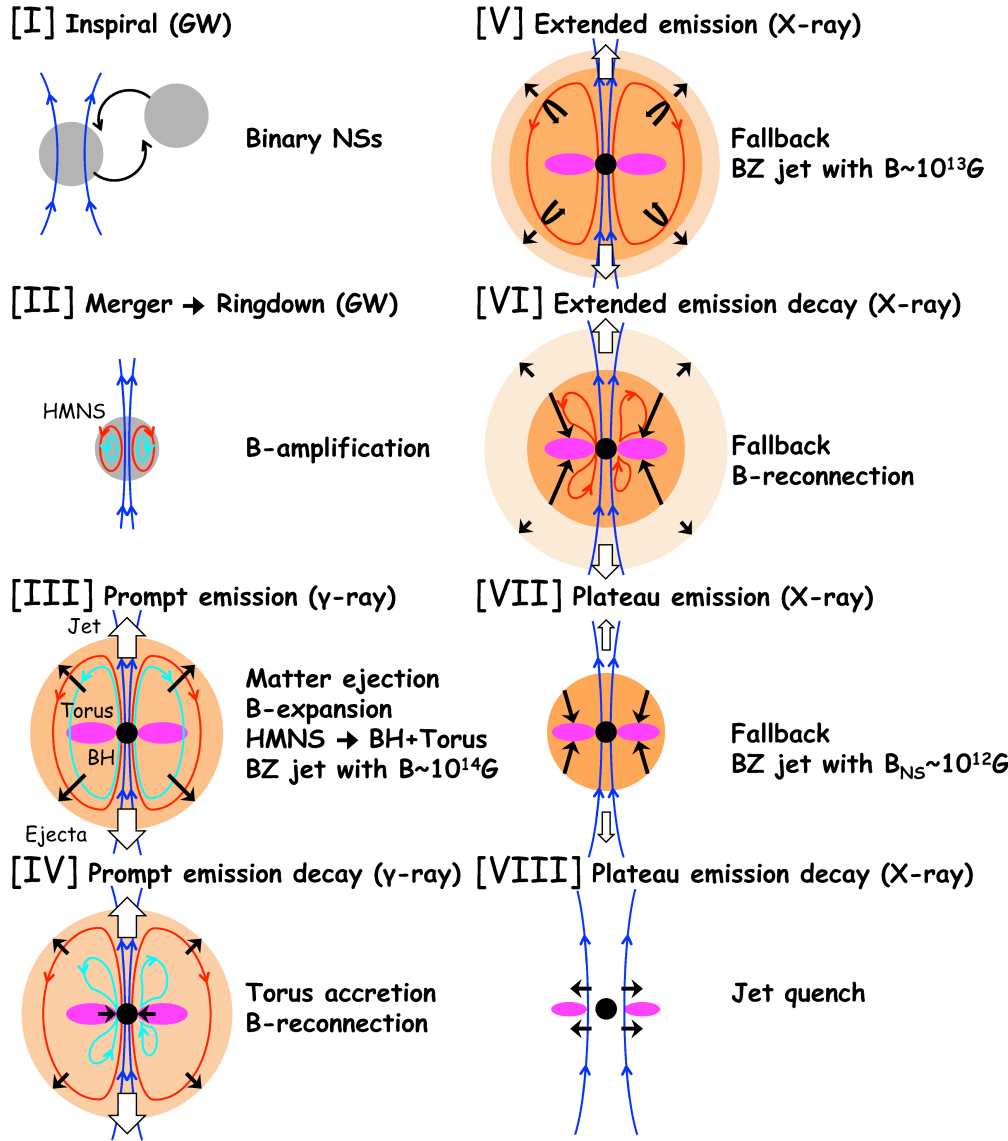 [I] Inspiral (GW)
Binary NSs
[II] Merger → Ringdown (GW)
HMNS
B-amplification
[III] Prompt emission (γ-ray)
Jet
Torus
BH
Ejecta
Matter ejection
B-expansion
HMNS → BH+Torus
BZ jet with B~10¹⁴G
[IV] Prompt emission decay (γ-ray)
Torus accretion
B-reconnection
[V] Extended emission (X-ray)
Fallback
BZ jet with B~10¹³G
[VI] Extended emission decay (X-ray)
Fallback
B-reconnection
[VII] Plateau emission (X-ray)
Fallback
BZ jet with B_NS~10¹²G
[VIII] Plateau emission decay (X-ray)
Jet quench